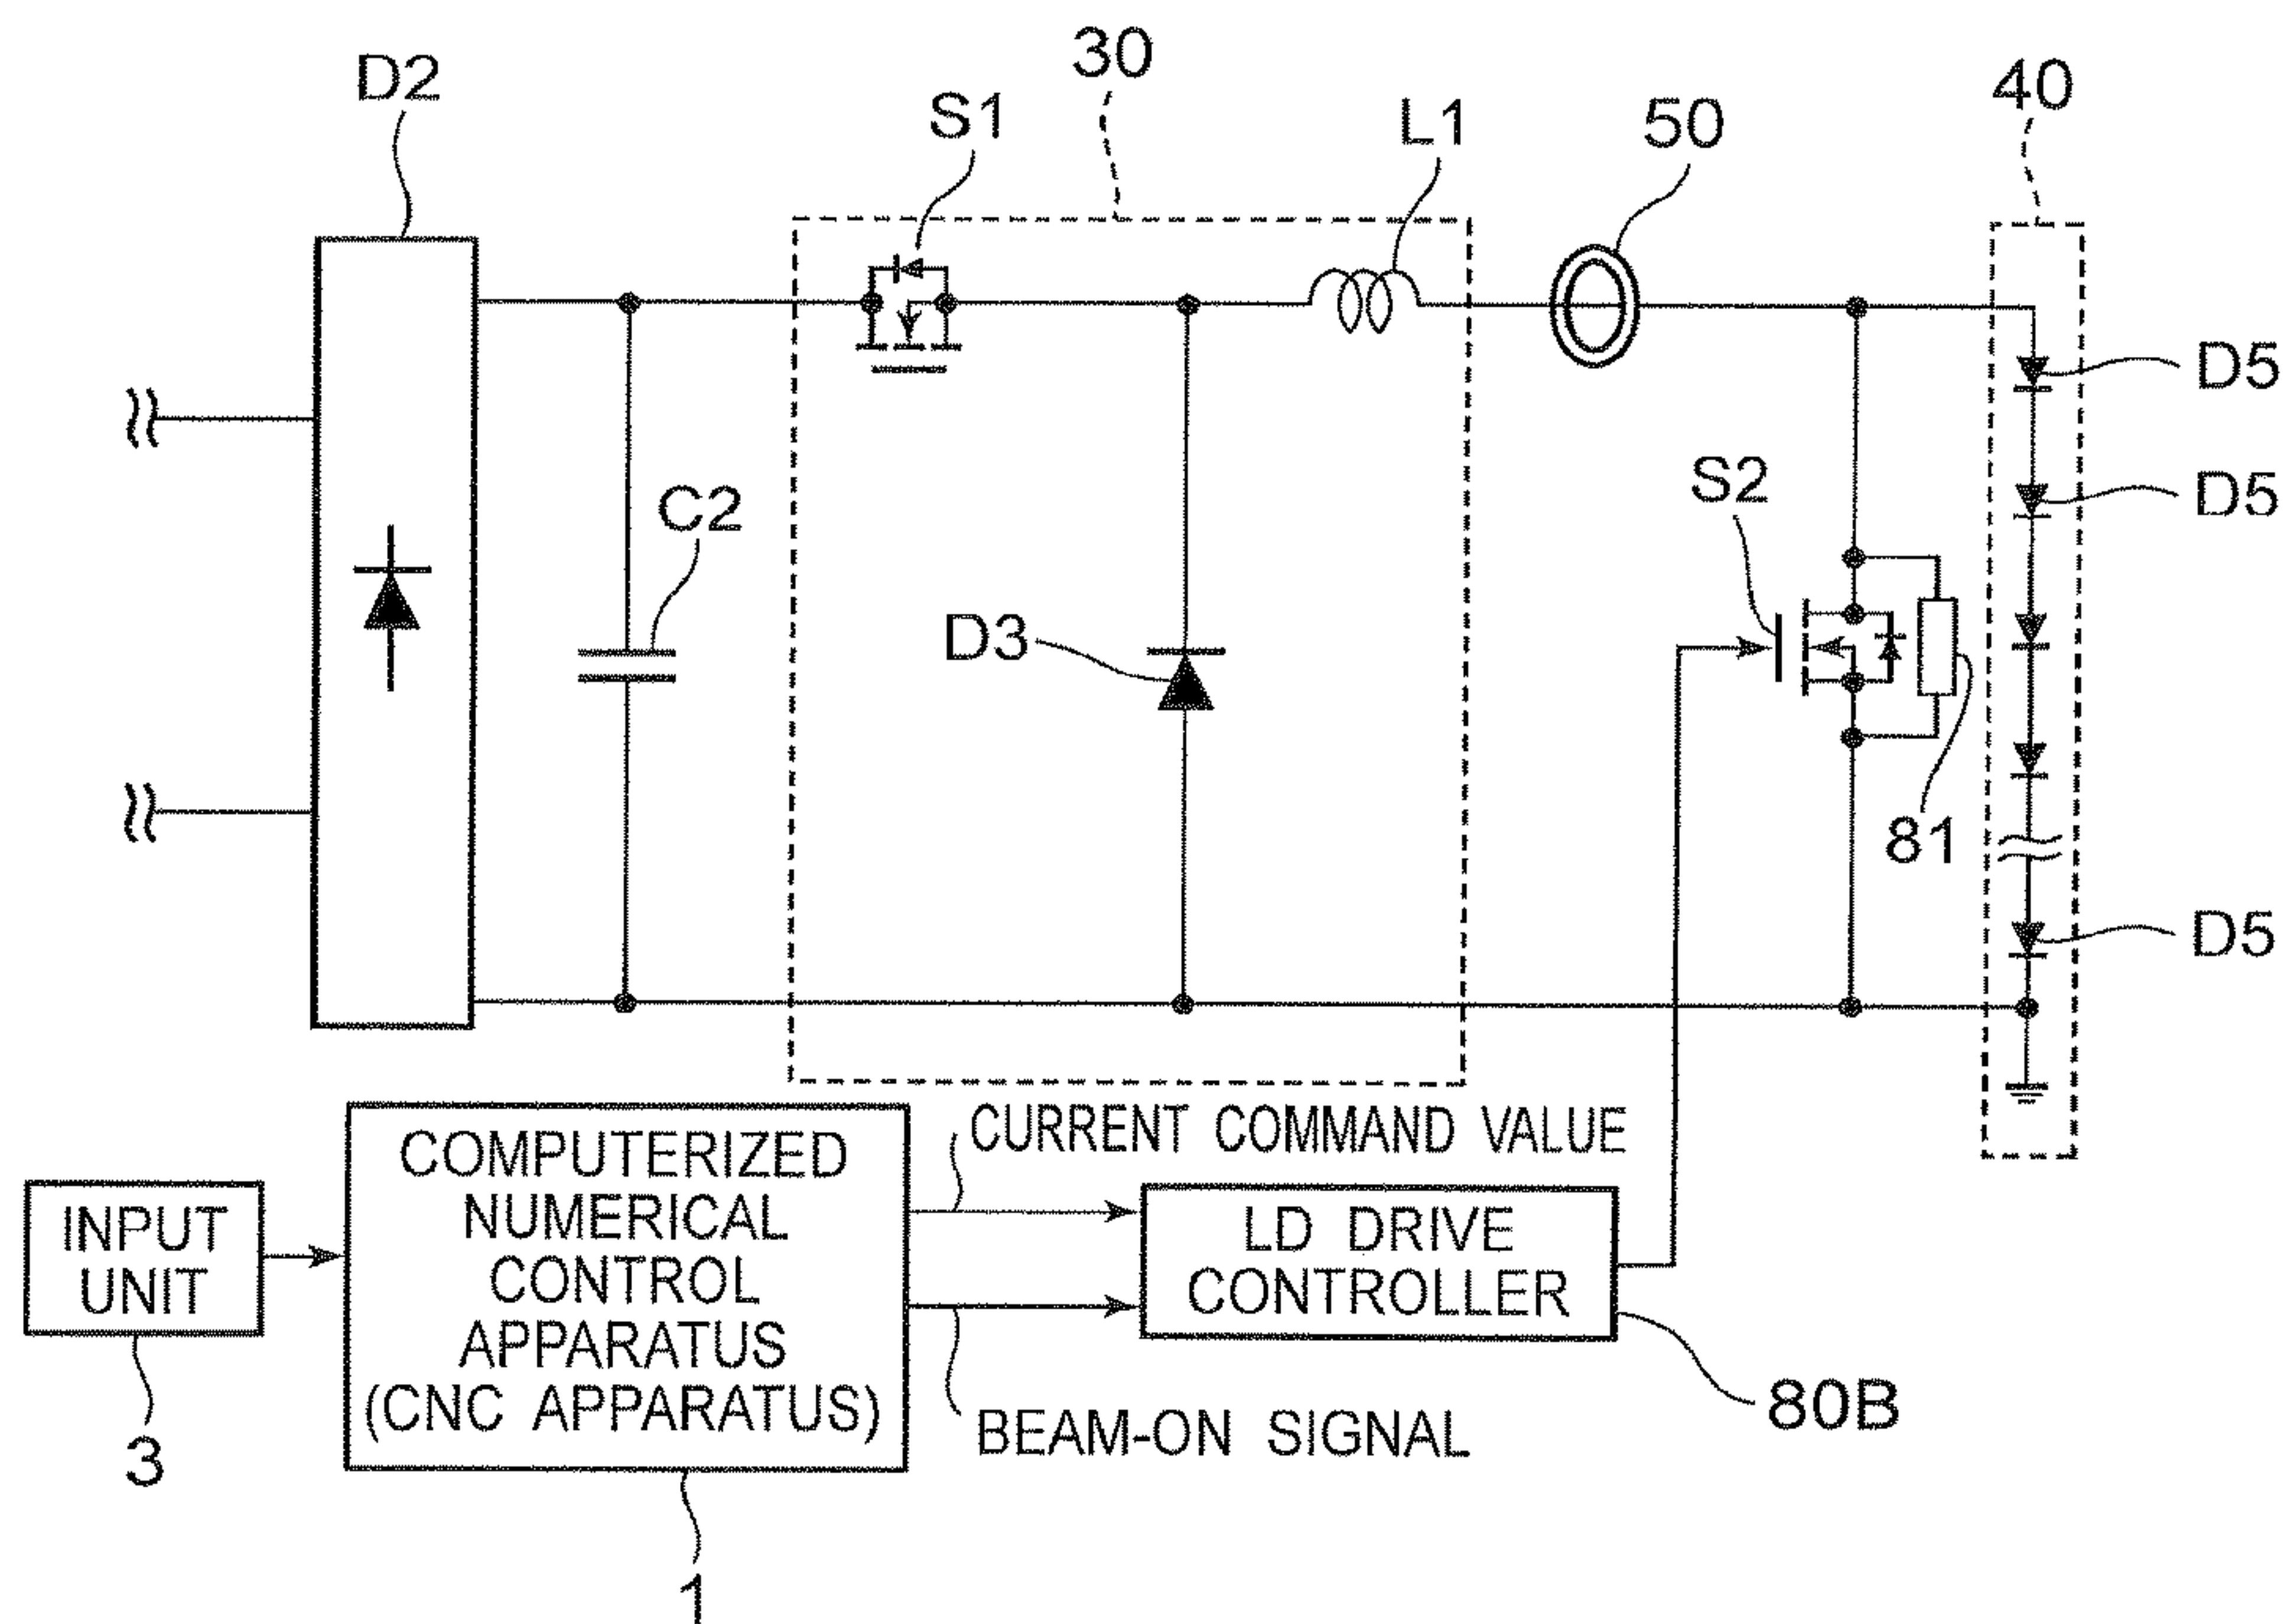 30
D2
S1
L1
50
40
D5
C2
S2
D5
D3
81
D5
CURRENT COMMAND VALUE
COMPUTERIZED
NUMERICAL
CONTROL
APPARATUS
(CNC APPARATUS)
INPUT
UNIT
LD DRIVE
CONTROLLER
80B
BEAM-ON SIGNAL
3
1